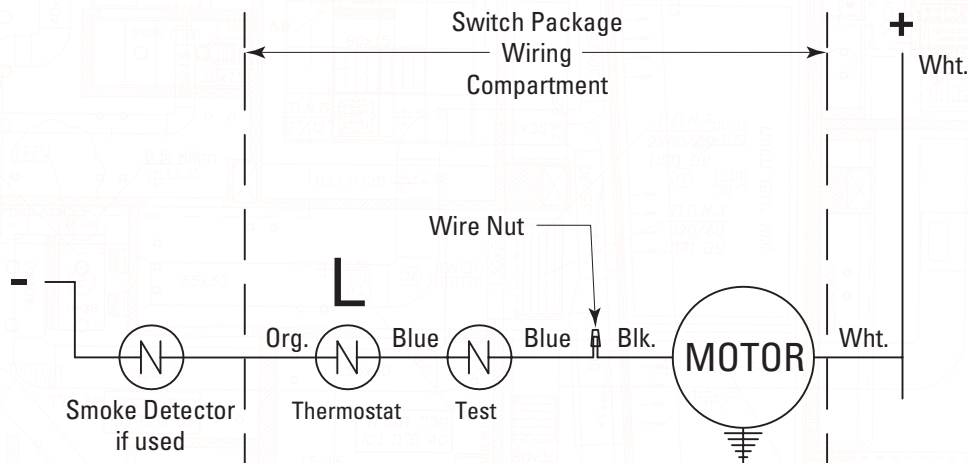 Switch Package
Wiring
Compartment
+
Wht.
Wire Nut
-
L
Org.
N
Blue
N
Blue
Blk.
MOTOR
Wht.
N
Smoke Detector
if used
Thermostat
Test